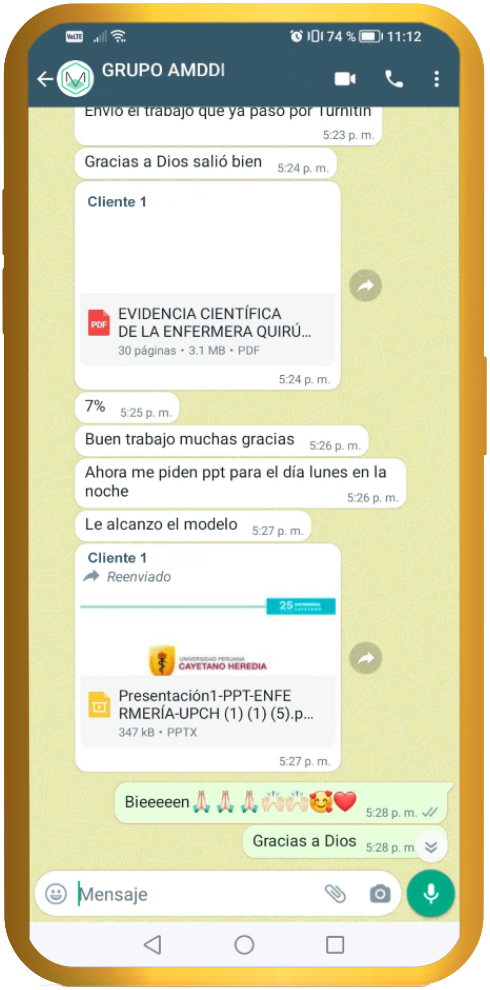 VoLTE 74 % 11:12
GRUPO AMDDI
Envío el trabajo que ya pasó por Turnitin
5:23 p. m.
Gracias a Dios salió bien 5:24 p. m.
Cliente 1
PDF
EVIDENCIA CIENTÍFICA
DE LA ENFERMERA QUIRÚ...
30 páginas • 3.1 MB • PDF
5:24 p. m.
7% 5:25 p. m.
Buen trabajo muchas gracias 5:26 p. m.
Ahora me piden ppt para el día lunes en la
noche 5:26 p. m.
Le alcanzo el modelo 5:27 p. m.
Cliente 1
Reenviado
25
UNIVERSIDAD PERUANA
CAYETANO HEREDIA
Presentación1-PPT-ENFE
RMERÍA-UPCH (1) (1) (5).p...
347 kB • PPTX
5:27 p. m.
Bieeeeen🙏🏻🙏🏻🙏🏻🙌🏻🙌🏻🥰❤️ 5:28 p. m.
Gracias a Dios 5:28 p. m
Mensaje